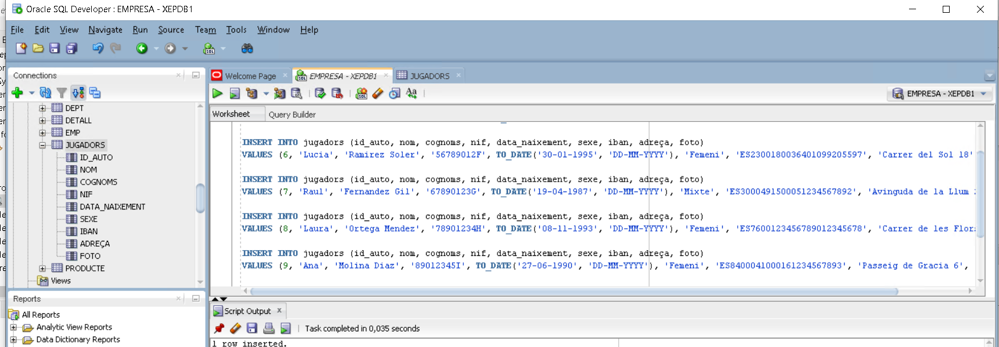 Oracle SQL Developer : EMPRESA - XEPDB1
File Edit View Navigate Run Source Team Tools Window Help
Connections
Welcome Page
EMPRESA - XEPDB1
JUGADORS
EMPRESA - XEPDB1
Worksheet
Query Builder
DEPT
DETALL
EMP
JUGADORS
ID_AUTO
NOM
COGNOMS
NIF
DATA_NAIXEMENT
SEXE
IBAN
ADREÇA
FOTO
PRODUCTE
Views
INSERT INTO jugadors (id_auto, nom, cognoms, nif, data_naixement, sexe, iban, adreça, foto)
VALUES (6, 'Lucia', 'Ramirez Soler', '56789012F', TO_DATE('30-01-1995', 'DD-MM-YYYY'), 'Femeni', 'ES2300180036401099205597', 'Carrer del Sol 18'
INSERT INTO jugadors (id_auto, nom, cognoms, nif, data_naixement, sexe, iban, adreça, foto)
VALUES (7, 'Raul', 'Fernandez Gil', '67890123G', TO_DATE('19-04-1987', 'DD-MM-YYYY'), 'Mixte', 'ES3000491500051234567892', 'Avinguda de la Llum
INSERT INTO jugadors (id_auto, nom, cognoms, nif, data_naixement, sexe, iban, adreça, foto)
VALUES (8, 'Laura', 'Ortega Mendez', '78901234H', TO_DATE('08-11-1993', 'DD-MM-YYYY'), 'Femeni', 'ES7600123456789012345678', 'Carrer de les Flor
INSERT INTO jugadors (id_auto, nom, cognoms, nif, data_naixement, sexe, iban, adreça, foto)
VALUES (9, 'Ana', 'Molina Diaz', '89012345I', TO_DATE('27-06-1990', 'DD-MM-YYYY'), 'Femeni', 'ES8400041000161234567893', 'Passeig de Gracia 6',
Reports
All Reports
Analytic View Reports
Data Dictionary Reports
Script Output
Task completed in 0,035 seconds
1 row inserted.